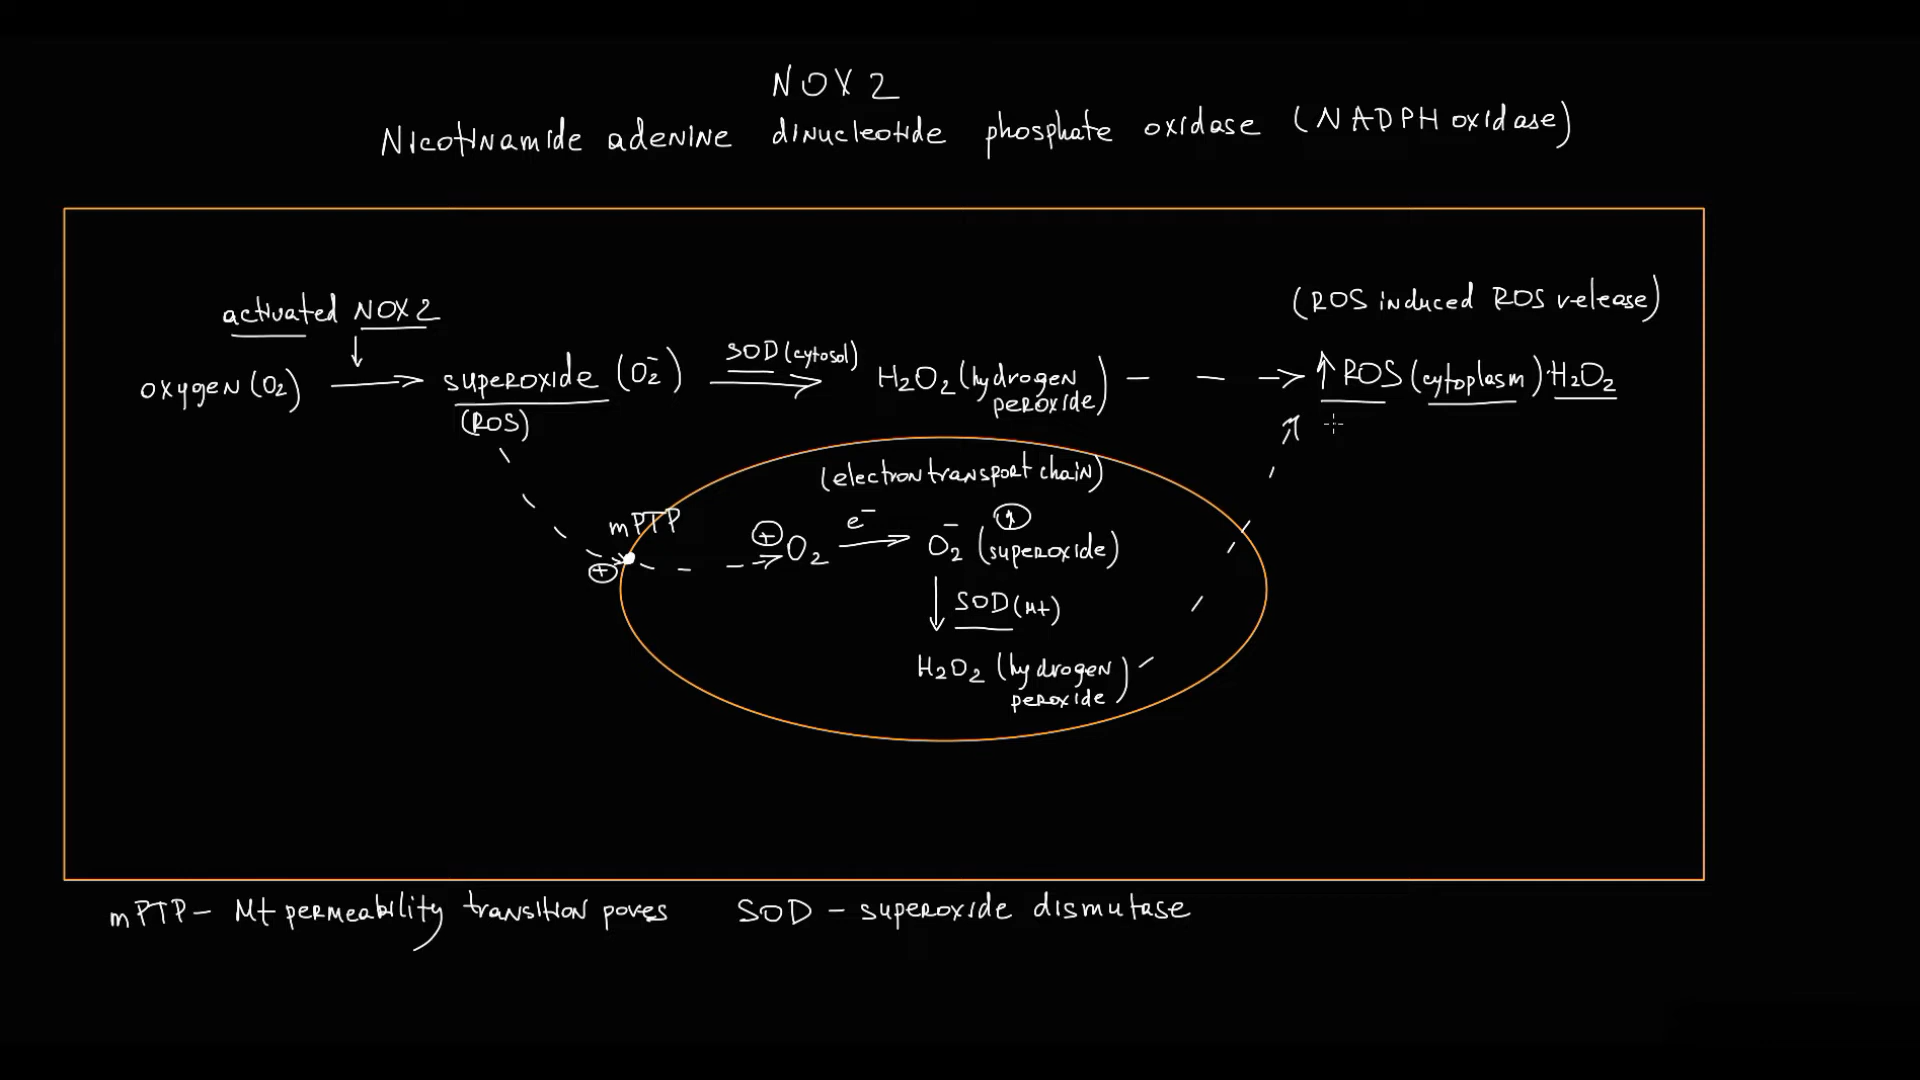 NOX2
Nicotinamide adenine dinucleotide phosphate oxidase (NADPH oxidase)
(ROS induced ROS release)
activated NOX2
oxygen (O2) superoxide (O2−) SOD (cytosol) H2O2 (hydrogen peroxide) ↑ROS (cytoplasm) · H2O2
(ROS)
(electron transport chain)
mPTP
+ O2 e− O2− (superoxide) ↑
+
SOD (Mt)
H2O2 (hydrogen
peroxide)
mPTP – Mt permeability transition pores SOD – superoxide dismutase